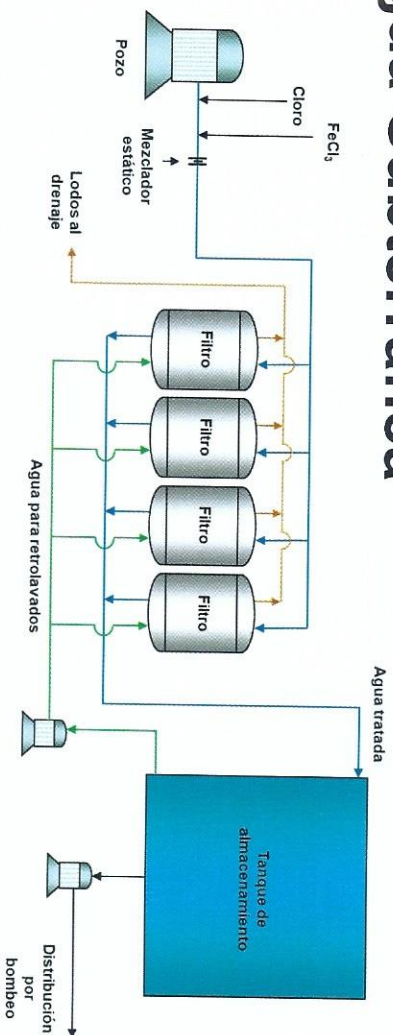 Subterránea
Pozo
Cloro
FeCl₃
Mezclador
estático
Lodos al
drenaje
Filtro
Filtro
Filtro
Filtro
Agua para retrolavados
Agua tratada
Tanque de
almacenamiento
Distribución
por
bombeo